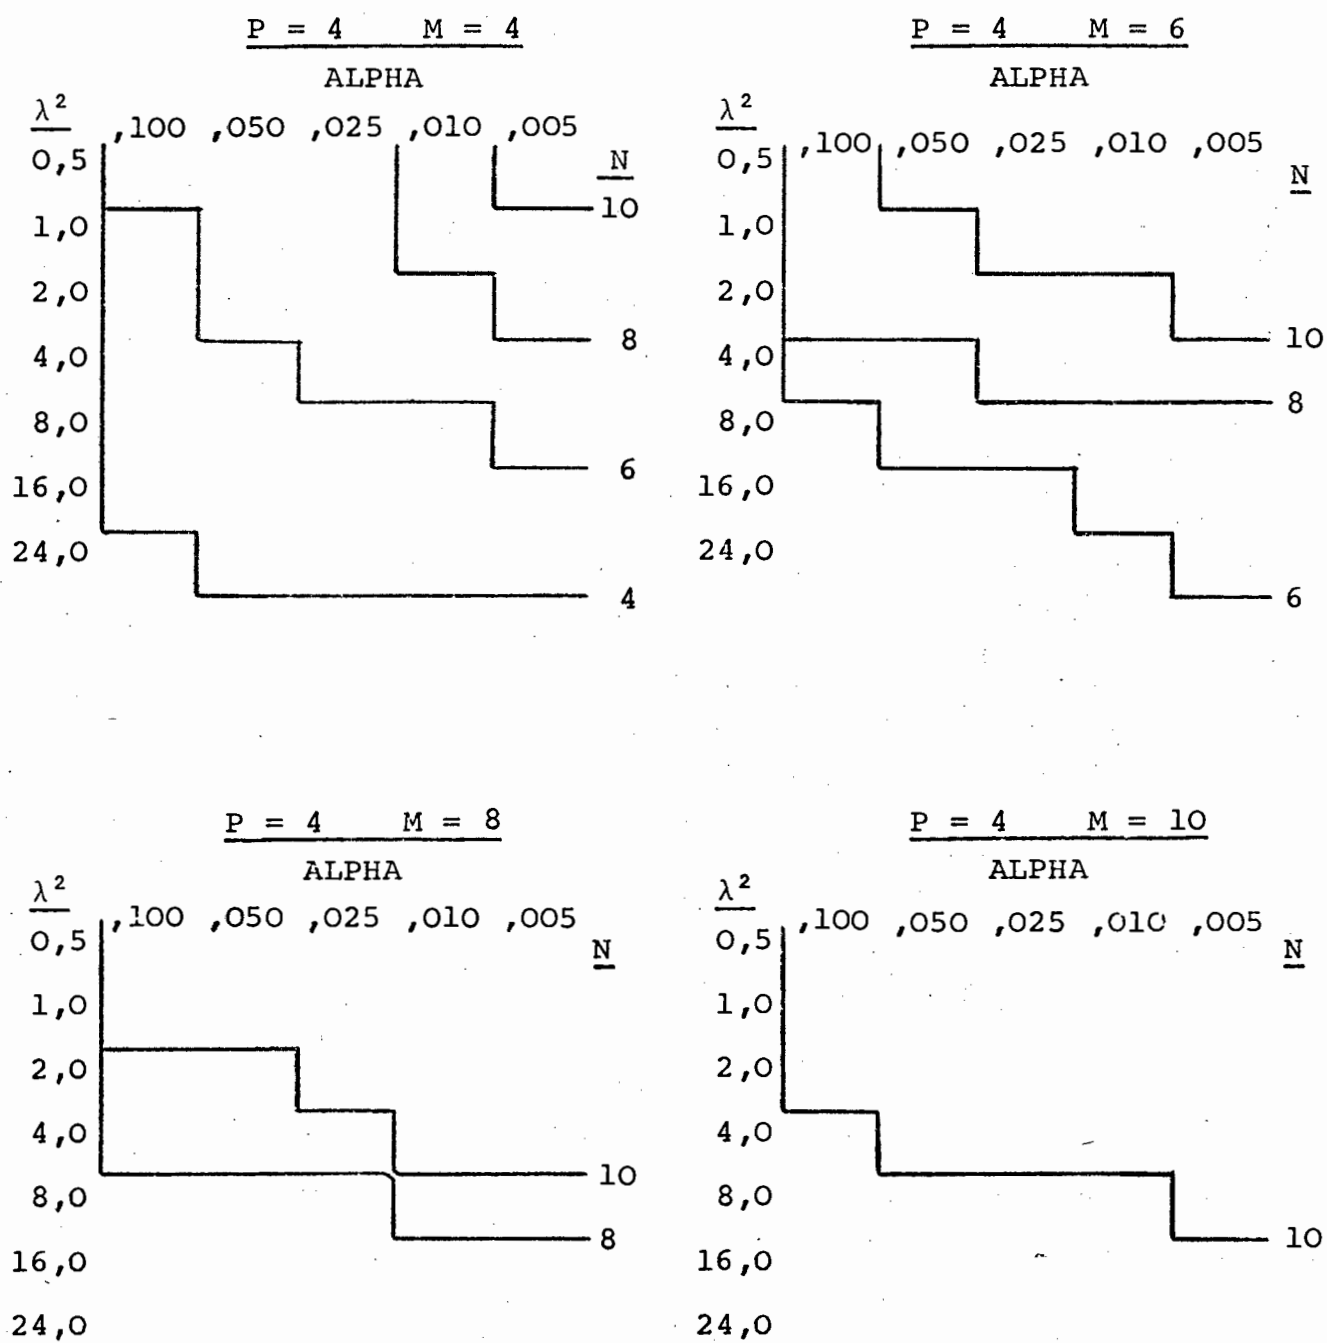 P = 4 M = 4
ALPHA
λ²
,100 ,050 ,025 ,010 ,005
0,5
N
10
1,0
2,0
8
4,0
8,0
6
16,0
24,0
4
P = 4 M = 6
ALPHA
λ²
,100 ,050 ,025 ,010 ,005
0,5
N
1,0
2,0
10
4,0
8
8,0
16,0
24,0
6
P = 4 M = 8
ALPHA
λ²
,100 ,050 ,025 ,010 ,005
0,5
N
1,0
2,0
4,0
10
8,0
8
16,0
24,0
P = 4 M = 10
ALPHA
λ²
,100 ,050 ,025 ,010 ,005
0,5
N
1,0
2,0
4,0
8,0
10
16,0
24,0